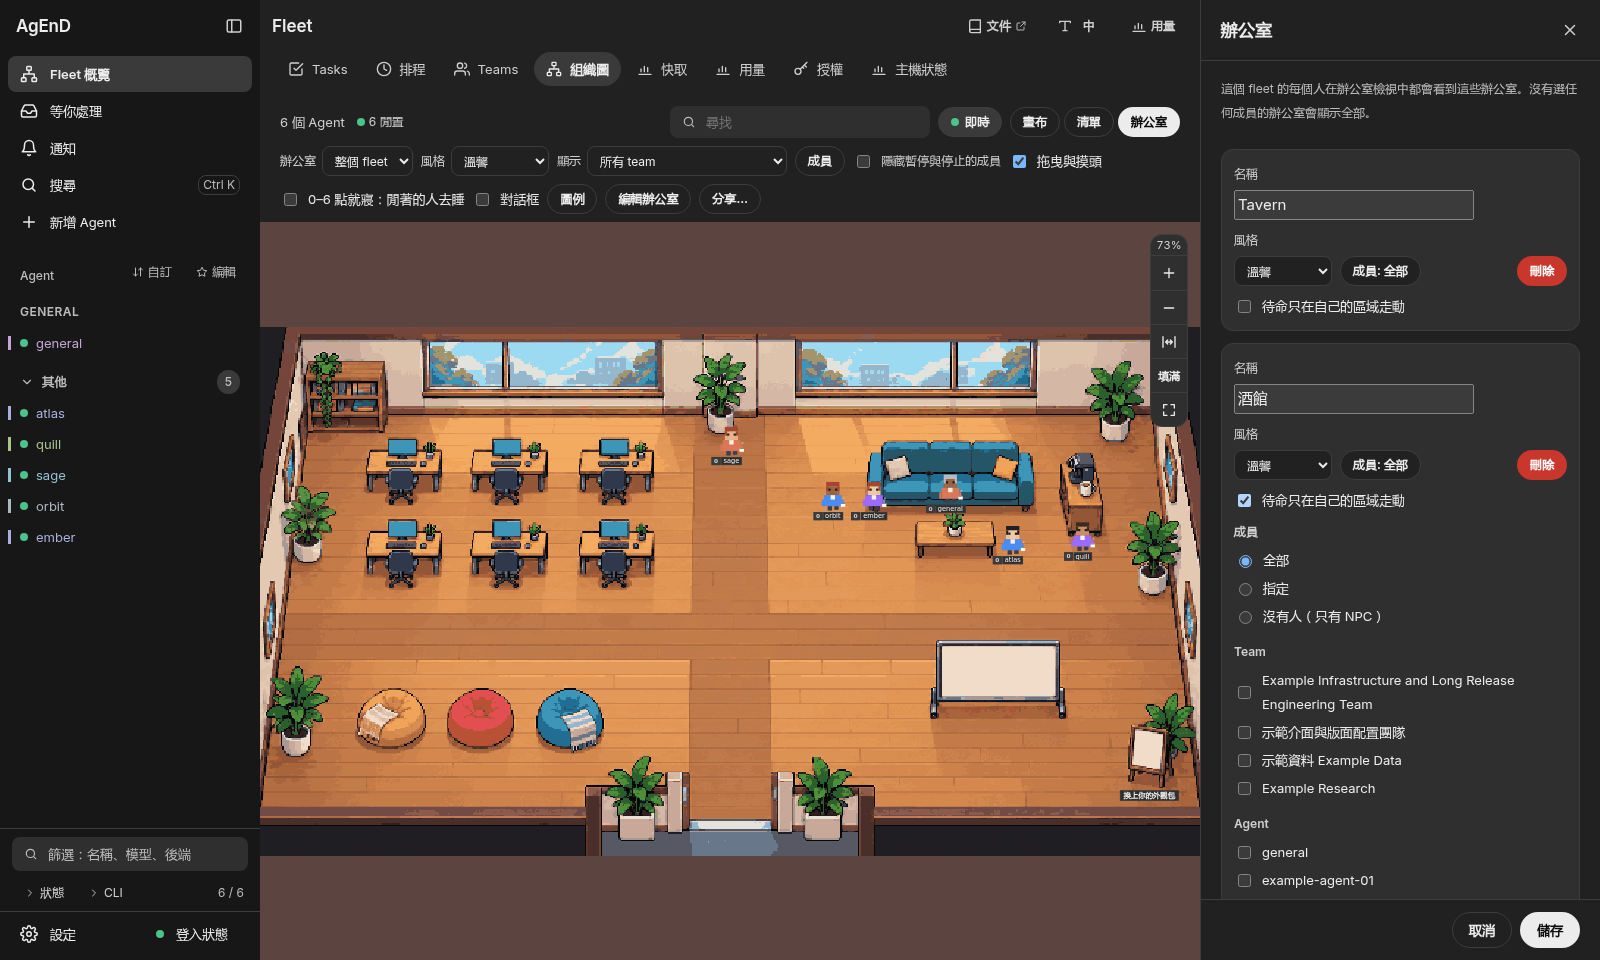 AgEnD
Fleet 概覽
等你處理
通知
搜尋
Ctrl K
新增 Agent
Agent
自訂
編輯
GENERAL
general
其他
5
atlas
quill
sage
orbit
ember
篩選：名稱、模型、後端
狀態
CLI
6 / 6
設定
登入狀態
Fleet
文件
中
用量
Tasks
排程
Teams
組織圖
快取
用量
授權
主機狀態
6 個 Agent
6 閒置
尋找
即時
畫布
清單
辦公室
辦公室
整個 fleet
風格
溫馨
顯示
所有 team
成員
隱藏暫停與停止的成員
拖曳與摸頭
0–6 點就寢：閒著的人去睡
對話框
圖例
編輯辦公室
分享…
73%
填滿
sage
orbit
ember
general
atlas
quill
換上你的外觀包
辦公室
這個 fleet 的每個人在辦公室檢視中都會看到這些辦公室。沒有選任
何成員的辦公室會顯示全部。
名稱
Tavern
風格
溫馨
成員: 全部
刪除
待命只在自己的區域走動
名稱
酒館
風格
溫馨
成員: 全部
刪除
待命只在自己的區域走動
成員
全部
指定
沒有人（只有 NPC）
Team
Example Infrastructure and Long Release
Engineering Team
示範介面與版面配置團隊
示範資料 Example Data
Example Research
Agent
general
example-agent-01
取消
儲存